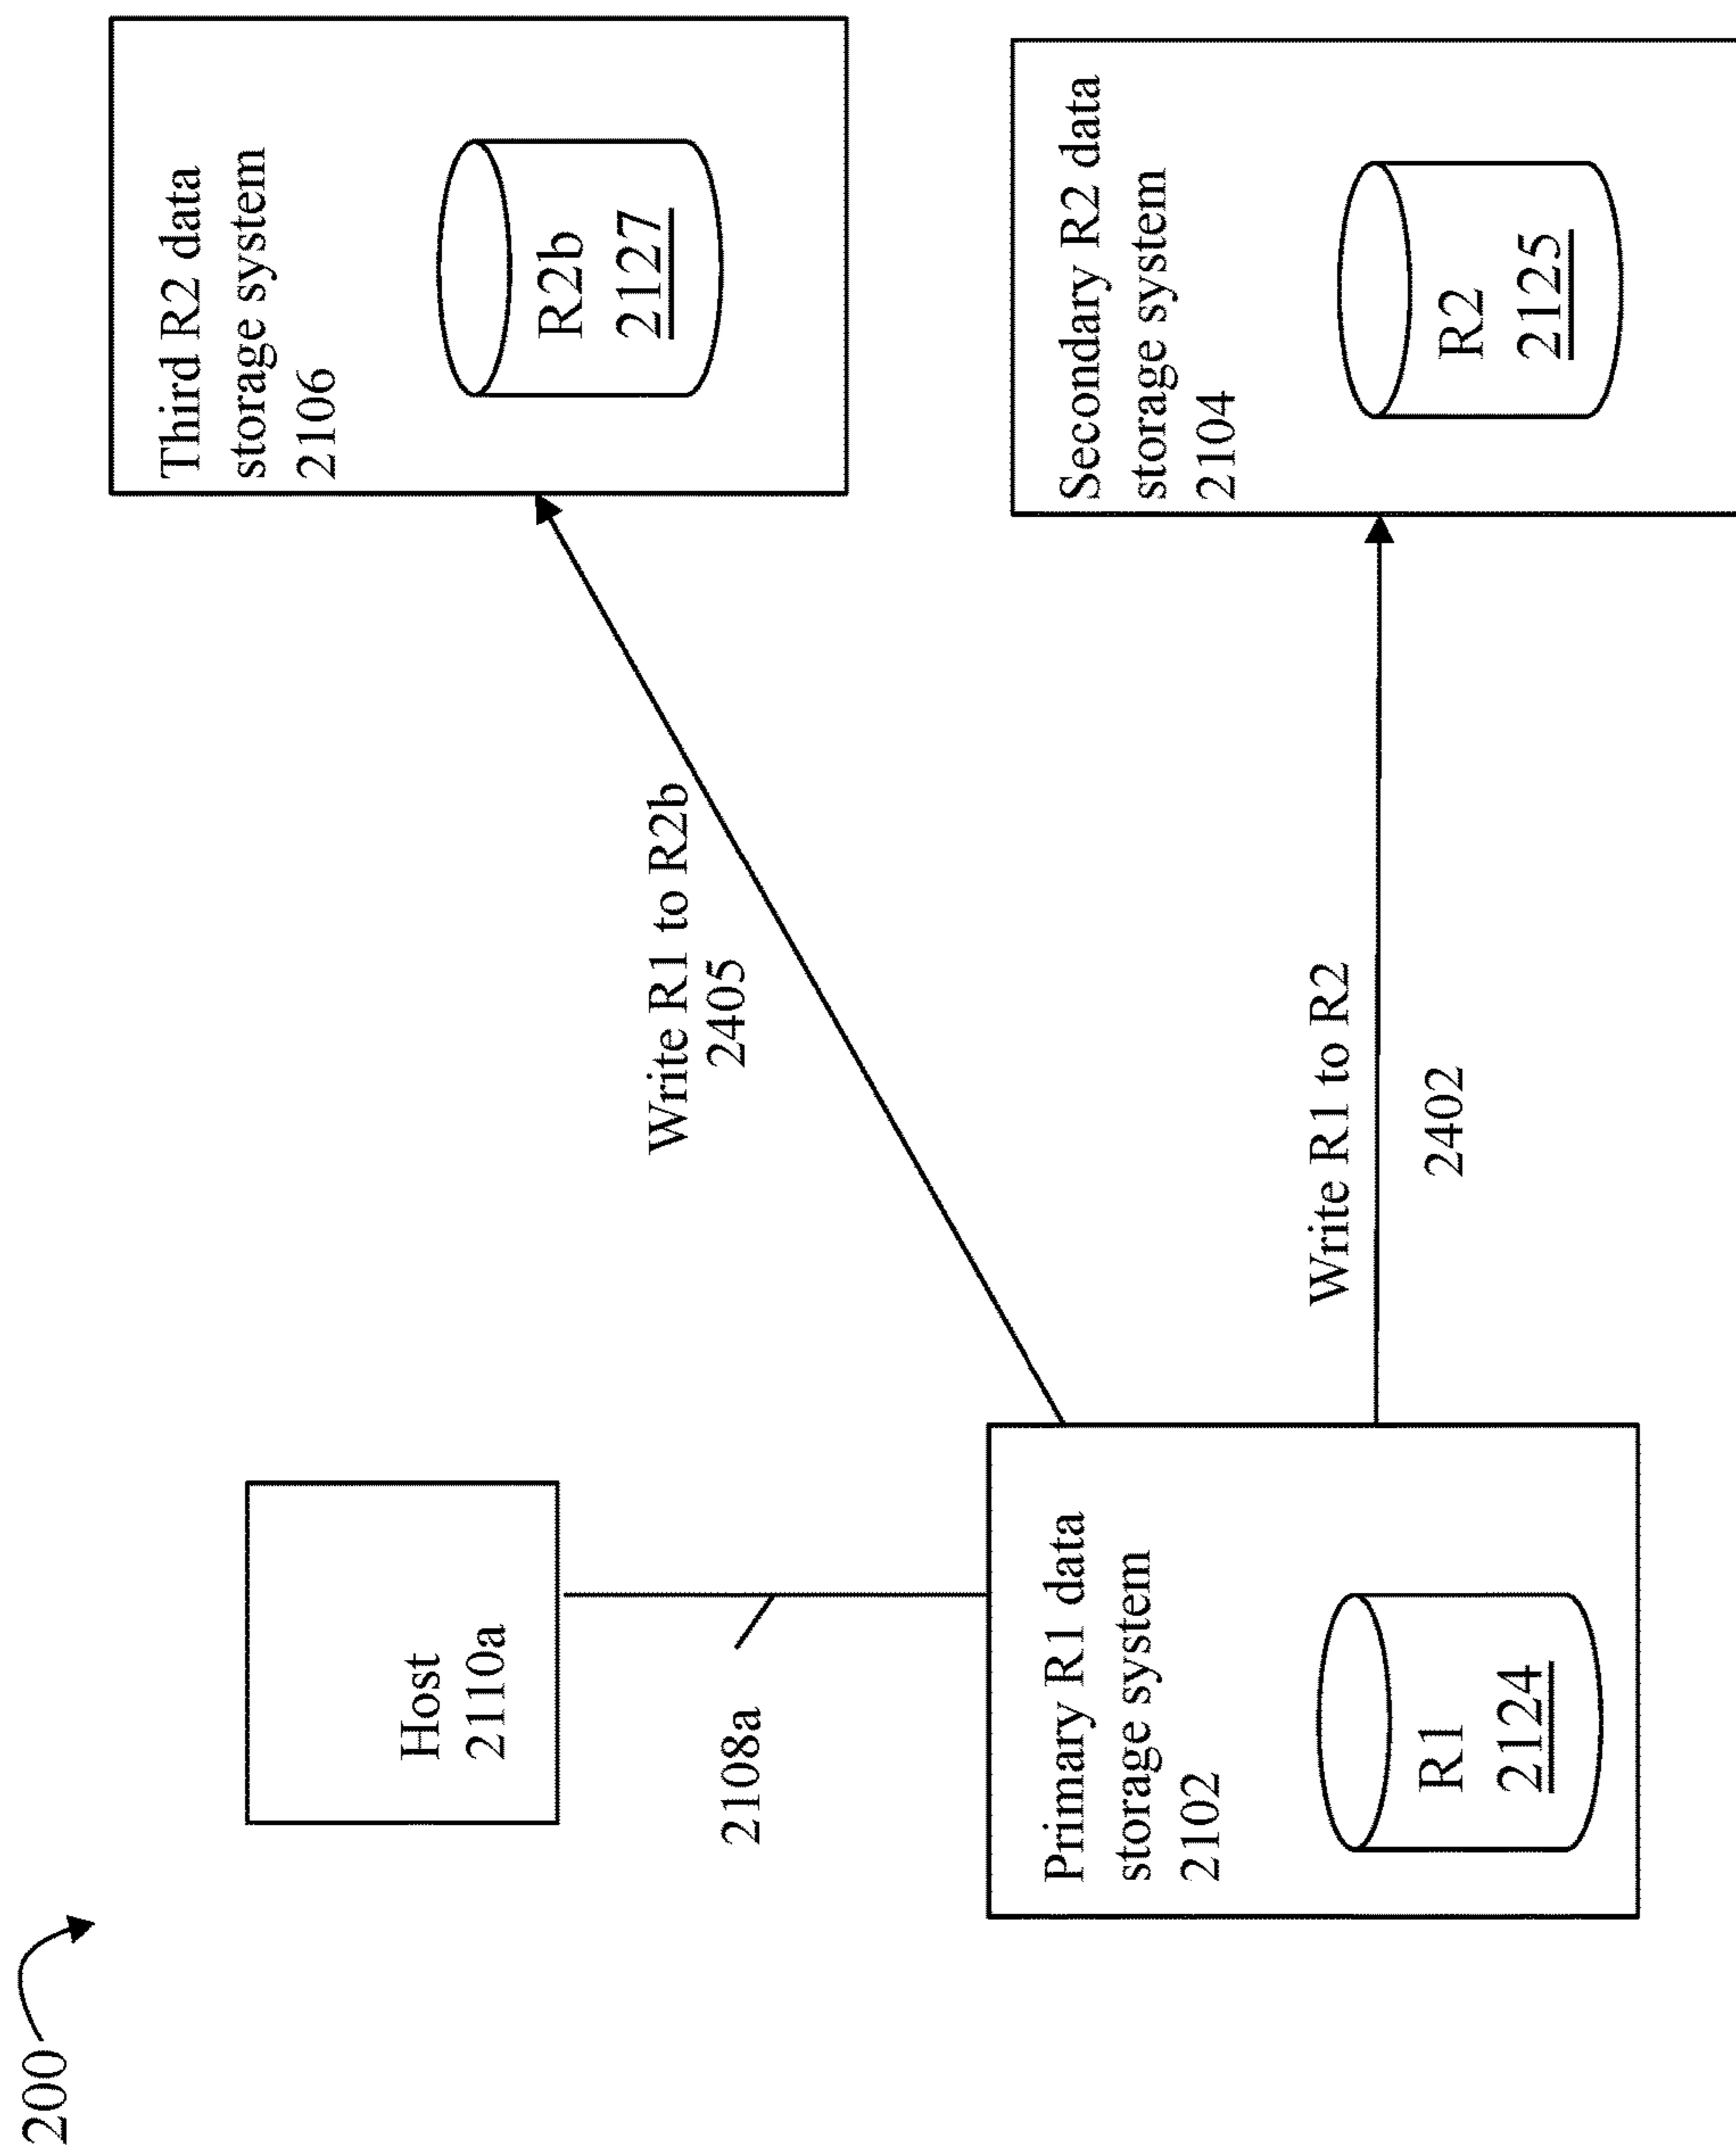 200
Host
2110a
2108a
Primary R1 data
storage system
2102
R1
2124
Write R1 to R2b
2405
Write R1 to R2
2402
Third R2 data
storage system
2106
R2b
2127
Secondary R2 data
storage system
2104
R2
2125